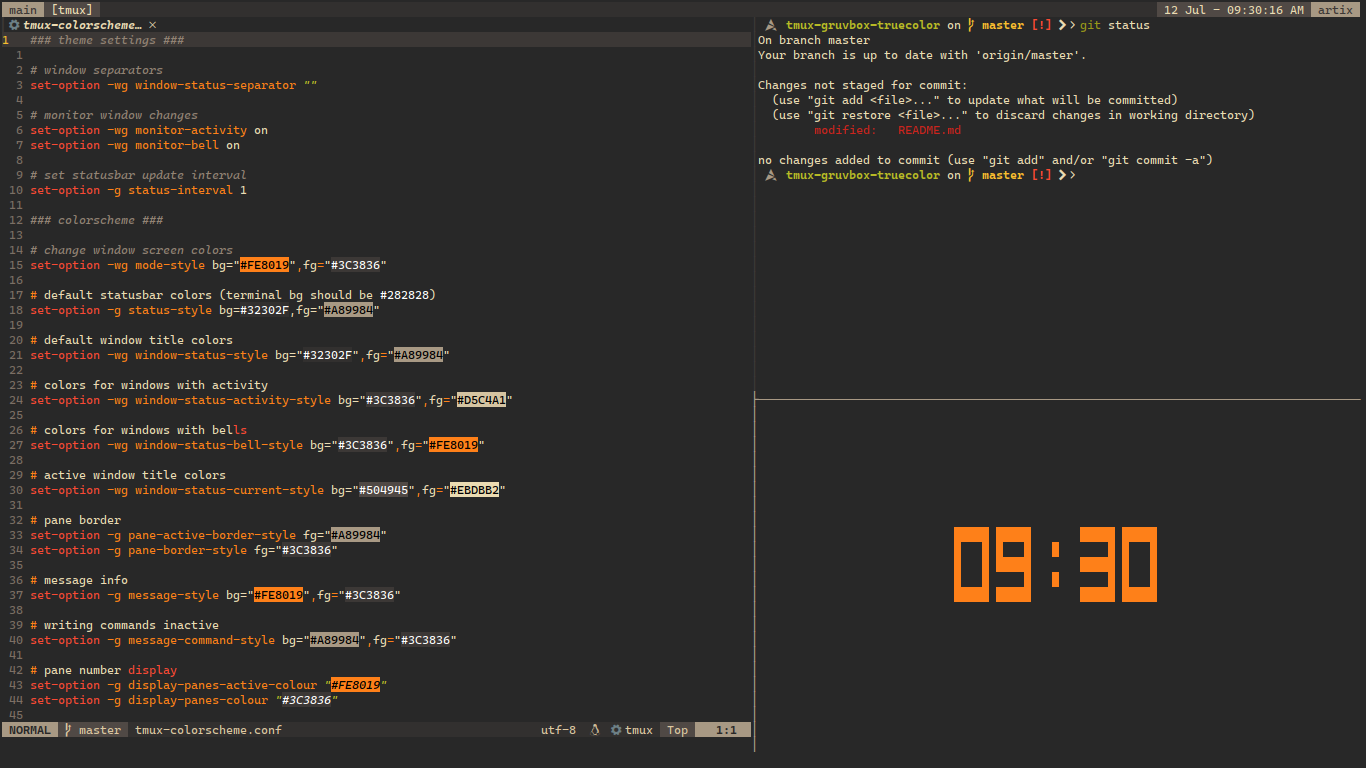 main [tmux] 12 Jul - 09:30:16 AM artix
tmux-colorscheme… ×
1 ### theme settings ###
1
2 # window separators
3 set-option -wg window-status-separator ""
4
5 # monitor window changes
6 set-option -wg monitor-activity on
7 set-option -wg monitor-bell on
8
9 # set statusbar update interval
10 set-option -g status-interval 1
11
12 ### colorscheme ###
13
14 # change window screen colors
15 set-option -wg mode-style bg="#FE8019",fg="#3C3836"
16
17 # default statusbar colors (terminal bg should be #282828)
18 set-option -g status-style bg=#32302F,fg="#A89984"
19
20 # default window title colors
21 set-option -wg window-status-style bg="#32302F",fg="#A89984"
22
23 # colors for windows with activity
24 set-option -wg window-status-activity-style bg="#3C3836",fg="#D5C4A1"
25
26 # colors for windows with bells
27 set-option -wg window-status-bell-style bg="#3C3836",fg="#FE8019"
28
29 # active window title colors
30 set-option -wg window-status-current-style bg="#504945",fg="#EBDBB2"
31
32 # pane border
33 set-option -g pane-active-border-style fg="#A89984"
34 set-option -g pane-border-style fg="#3C3836"
35
36 # message info
37 set-option -g message-style bg="#FE8019",fg="#3C3836"
38
39 # writing commands inactive
40 set-option -g message-command-style bg="#A89984",fg="#3C3836"
41
42 # pane number display
43 set-option -g display-panes-active-colour "#FE8019"
44 set-option -g display-panes-colour "#3C3836"
45
NORMAL master tmux-colorscheme.conf utf-8 tmux Top 1:1
tmux-gruvbox-truecolor on master [!] ❯> git status
On branch master
Your branch is up to date with 'origin/master'.
Changes not staged for commit:
(use "git add <file>..." to update what will be committed)
(use "git restore <file>..." to discard changes in working directory)
modified: README.md
no changes added to commit (use "git add" and/or "git commit -a")
tmux-gruvbox-truecolor on master [!] ❯>
09:30